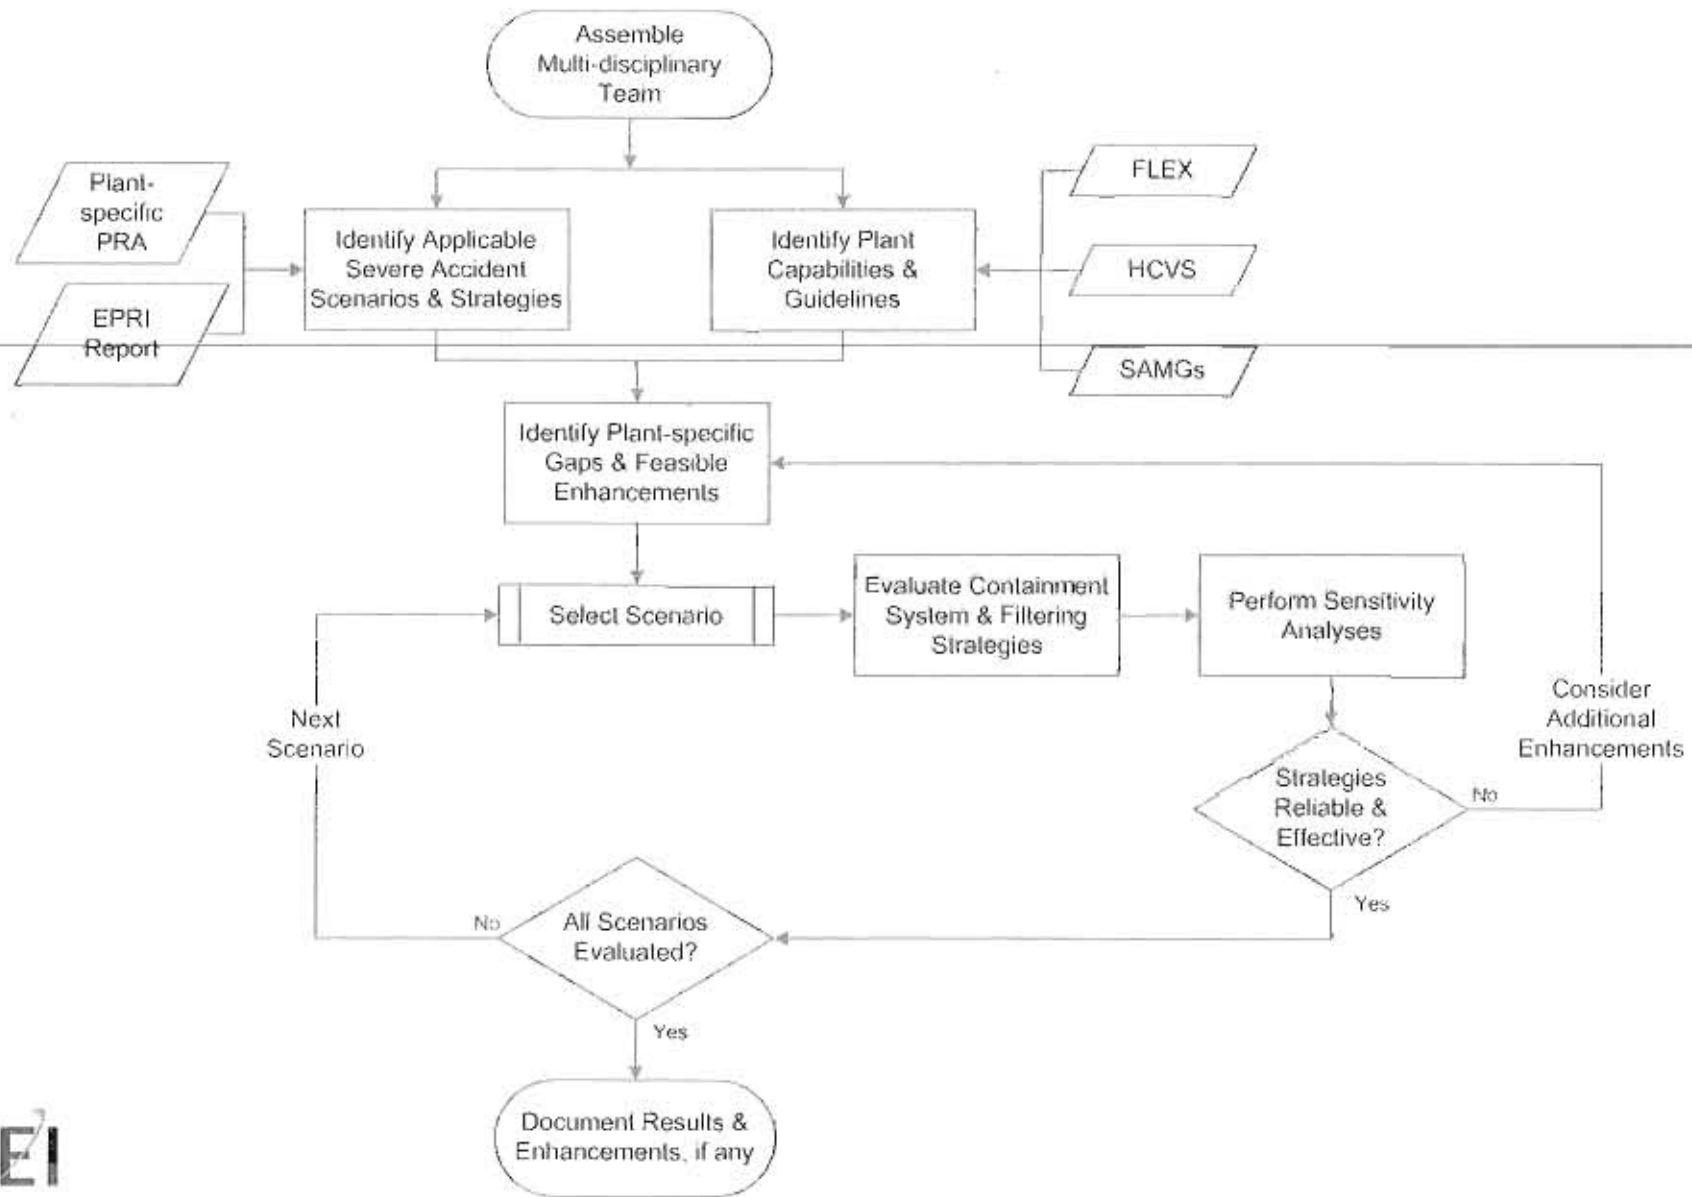 Assemble
Multi-disciplinary
Team
Plant-
specific
PRA
EPRI
Report
Identify Applicable
Severe Accident
Scenarios & Strategies
Identify Plant
Capabilities &
Guidelines
FLEX
HCVS
SAMGs
Identify Plant-specific
Gaps & Feasible
Enhancements
Select Scenario
Evaluate Containment
System & Filtering
Strategies
Perform Sensitivity
Analyses
Next
Scenario
Consider
Additional
Enhancements
Strategies
Reliable &
Effective?
No
Yes
All Scenarios
Evaluated?
No
Yes
Document Results &
Enhancements, if any
EI